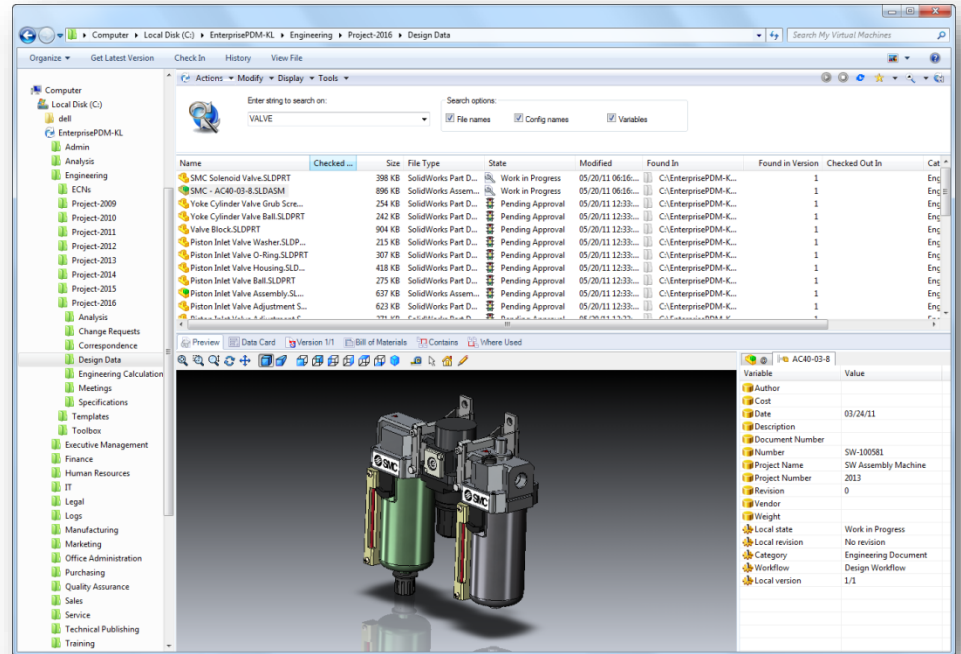 Computer ▸ Local Disk (C:) ▸ EnterprisePDM-KL ▸ Engineering ▸ Project-2016 ▸ Design Data
Search My Virtual Machines
Organize ▾ Get Latest Version Check In History View File
Computer
Local Disk (C:)
dell
EnterprisePDM-KL
Admin
Analysis
Engineering
ECNs
Project-2009
Project-2010
Project-2011
Project-2012
Project-2013
Project-2014
Project-2015
Project-2016
Analysis
Change Requests
Correspondence
Design Data
Engineering Calculation
Meetings
Specifications
Templates
Toolbox
Executive Management
Finance
Human Resources
IT
Legal
Logs
Manufacturing
Marketing
Office Administration
Purchasing
Quality Assurance
Sales
Service
Technical Publishing
Training
Actions ▾ Modify ▾ Display ▾ Tools ▾
Enter string to search on: Search options:
VALVE File names Config names Variables
Name Checked ... Size File Type State Modified Found In Found in Version Checked Out In Cat
SMC Solenoid Valve.SLDPRT 398 KB SolidWorks Part D... Work in Progress 05/20/11 06:16:... C:\EnterprisePDM-K... 1 Eng
SMC - AC40-03-8.SLDASM 896 KB SolidWorks Assem... Work in Progress 05/20/11 06:16:... C:\EnterprisePDM-K... 1 Eng
Yoke Cylinder Valve Grub Scre... 254 KB SolidWorks Part D... Pending Approval 05/20/11 12:33:... C:\EnterprisePDM-K... 1 Eng
Yoke Cylinder Valve Ball.SLDPRT 242 KB SolidWorks Part D... Pending Approval 05/20/11 12:33:... C:\EnterprisePDM-K... 1 Eng
Valve Block.SLDPRT 904 KB SolidWorks Part D... Pending Approval 05/20/11 12:33:... C:\EnterprisePDM-K... 1 Eng
Piston Inlet Valve Washer.SLDP... 215 KB SolidWorks Part D... Pending Approval 05/20/11 12:33:... C:\EnterprisePDM-K... 1 Eng
Piston Inlet Valve O-Ring.SLDPRT 307 KB SolidWorks Part D... Pending Approval 05/20/11 12:33:... C:\EnterprisePDM-K... 1 Eng
Piston Inlet Valve Housing.SLD... 418 KB SolidWorks Part D... Pending Approval 05/20/11 12:33:... C:\EnterprisePDM-K... 1 Eng
Piston Inlet Valve Ball.SLDPRT 275 KB SolidWorks Part D... Pending Approval 05/20/11 12:33:... C:\EnterprisePDM-K... 1 Eng
Piston Inlet Valve Assembly.SL... 637 KB SolidWorks Assem... Pending Approval 05/20/11 12:33:... C:\EnterprisePDM-K... 1 Eng
Piston Inlet Valve Adjustment S... 623 KB SolidWorks Part D... Pending Approval 05/20/11 12:33:... C:\EnterprisePDM-K... 1 Eng
Preview Data Card Version 1/1 Bill of Materials Contains Where Used
SMC
SMC
@ AC40-03-8
Variable Value
Author
Cost
Date 03/24/11
Description
Document Number
Number SW-100581
Project Name SW Assembly Machine
Project Number 2013
Revision 0
Vendor
Weight
Local state Work in Progress
Local revision No revision
Category Engineering Document
Workflow Design Workflow
Local version 1/1